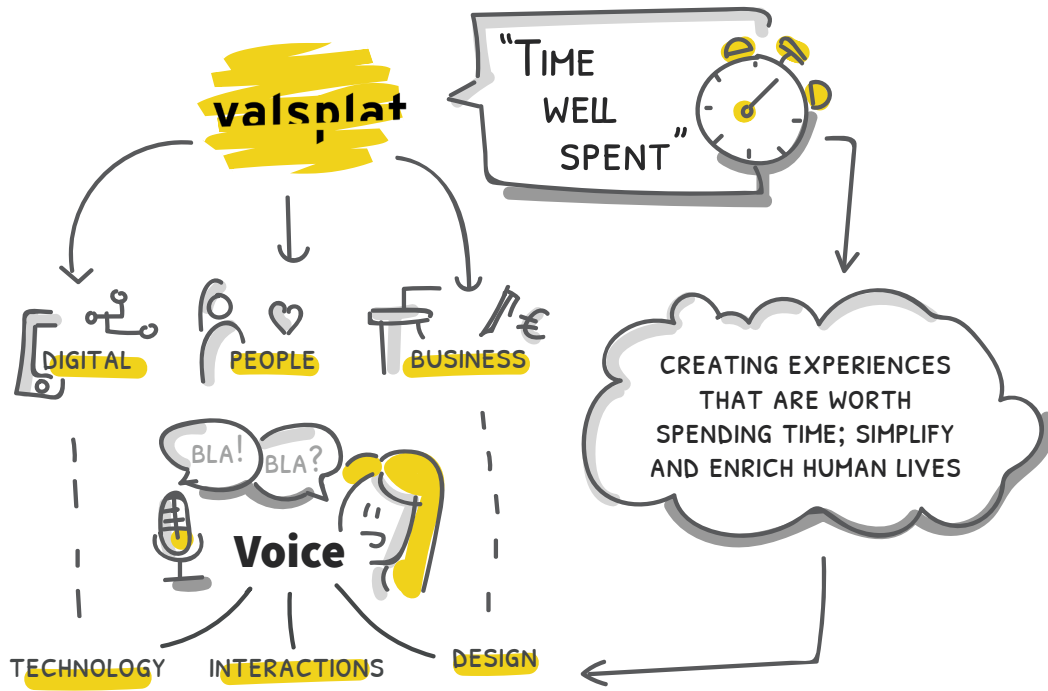 valsplat
“TIME
WELL
SPENT”
DIGITAL
PEOPLE
BUSINESS
CREATING EXPERIENCES
THAT ARE WORTH
SPENDING TIME; SIMPLIFY
AND ENRICH HUMAN LIVES
BLA!
BLA?
Voice
TECHNOLOGY
INTERACTIONS
DESIGN